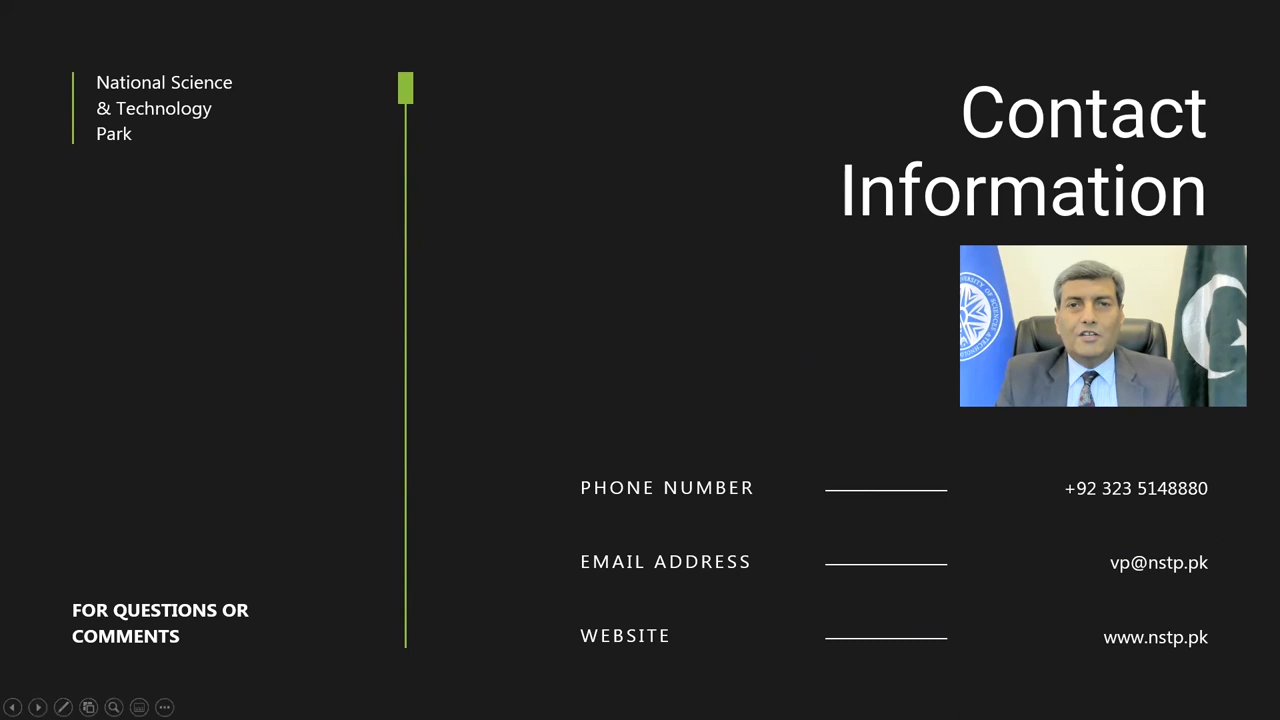 National Science
& Technology
Park
Contact
Information
PHONE NUMBER
+92 323 5148880
EMAIL ADDRESS
vp@nstp.pk
WEBSITE
www.nstp.pk
FOR QUESTIONS OR
COMMENTS